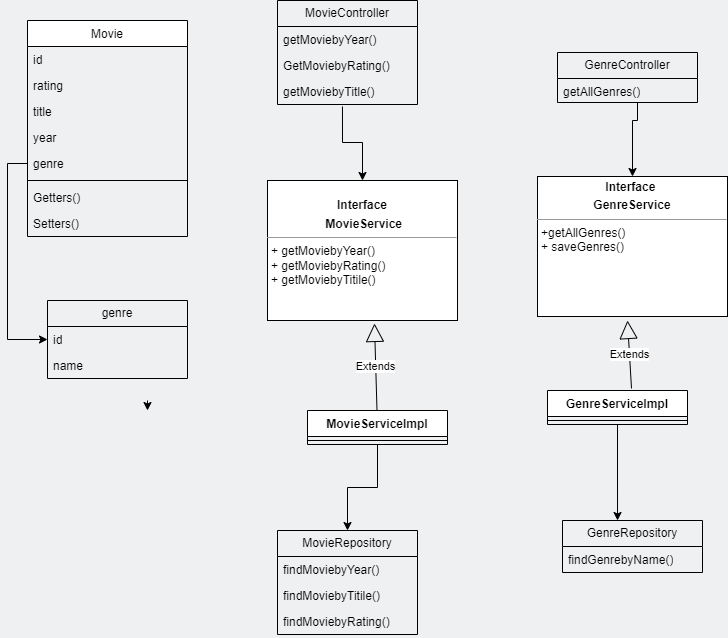 Movie
id
rating
title
year
genre
Getters()
Setters()
genre
id
name
MovieController
getMoviebyYear()
GetMoviebyRating()
getMoviebyTitle()
Interface
MovieService
+ getMoviebyYear()
+ getMoviebyRating()
+ getMoviebyTitile()
Extends
MovieServiceImpl
MovieRepository
findMoviebyYear()
findMoviebyTitile()
findMoviebyRating()
GenreController
getAllGenres()
Interface
GenreService
+getAllGenres()
+ saveGenres()
Extends
GenreServiceImpl
GenreRepository
findGenrebyName()